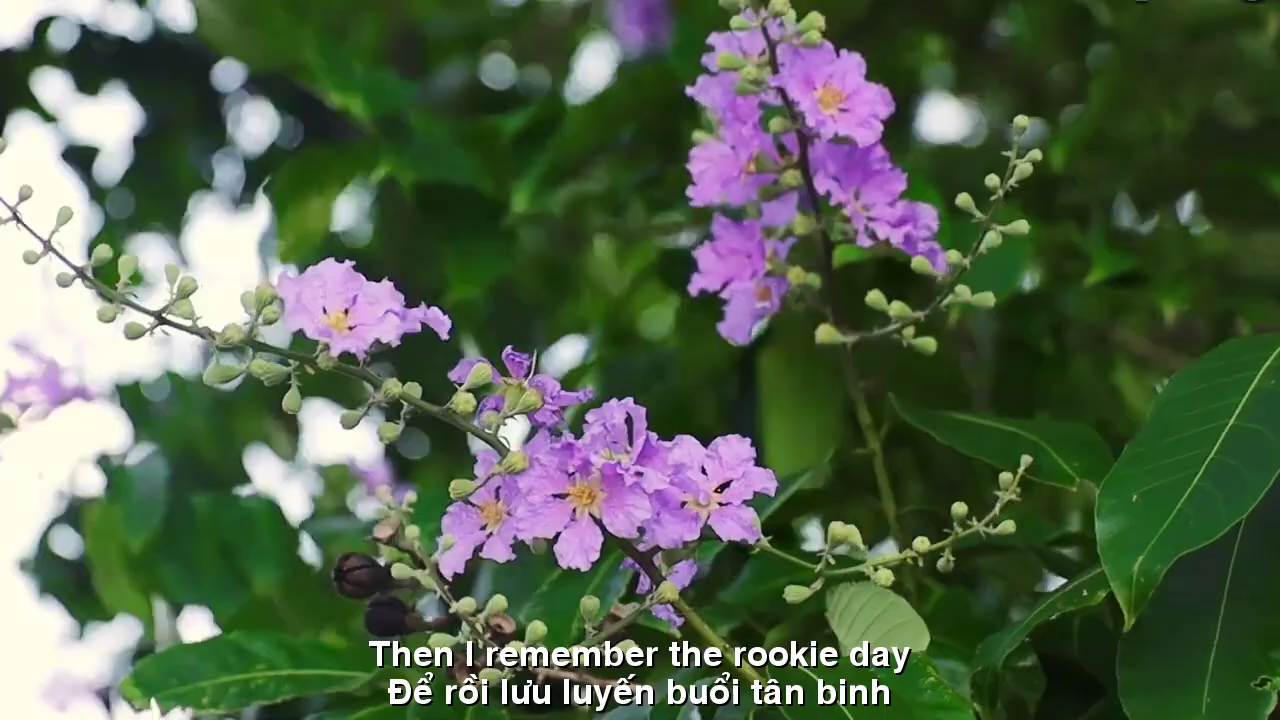 Then I remember the rookie day
Để rồi lưu luyến buổi tân binh